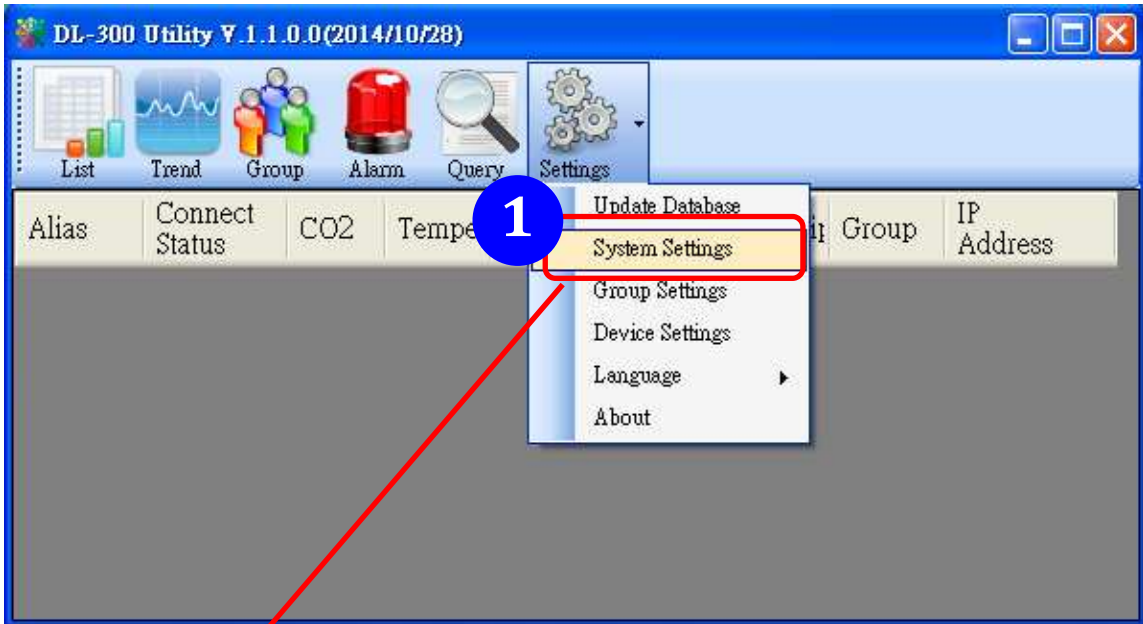 DL-300 Utility V.1.1.0.0(2014/10/28)
List Trend Group Alarm Query Settings
Alias Connect Status CO2 Group IP Address
1
Update Database
System Settings
Group Settings
Device Settings
Language
About